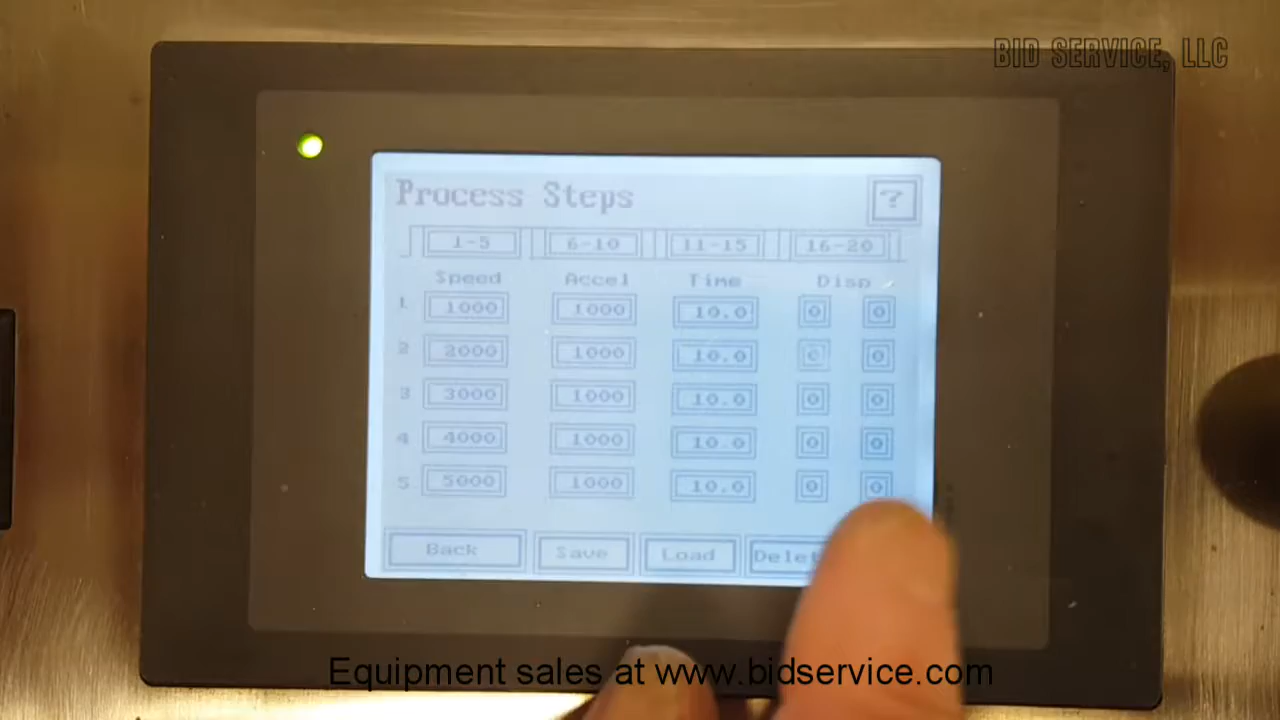 BID SERVICE, LLC
Process Steps ?
1-5 6-10 11-15 16-20
Speed Accel Time Disp
1 1000 1000 10.0 0 0
2 2000 1000 10.0 0 0
3 3000 1000 10.0 0 0
4 4000 1000 10.0 0 0
5 5000 1000 10.0 0 0
Back Save Load Delet
Equipment sales at www.bidservice.com